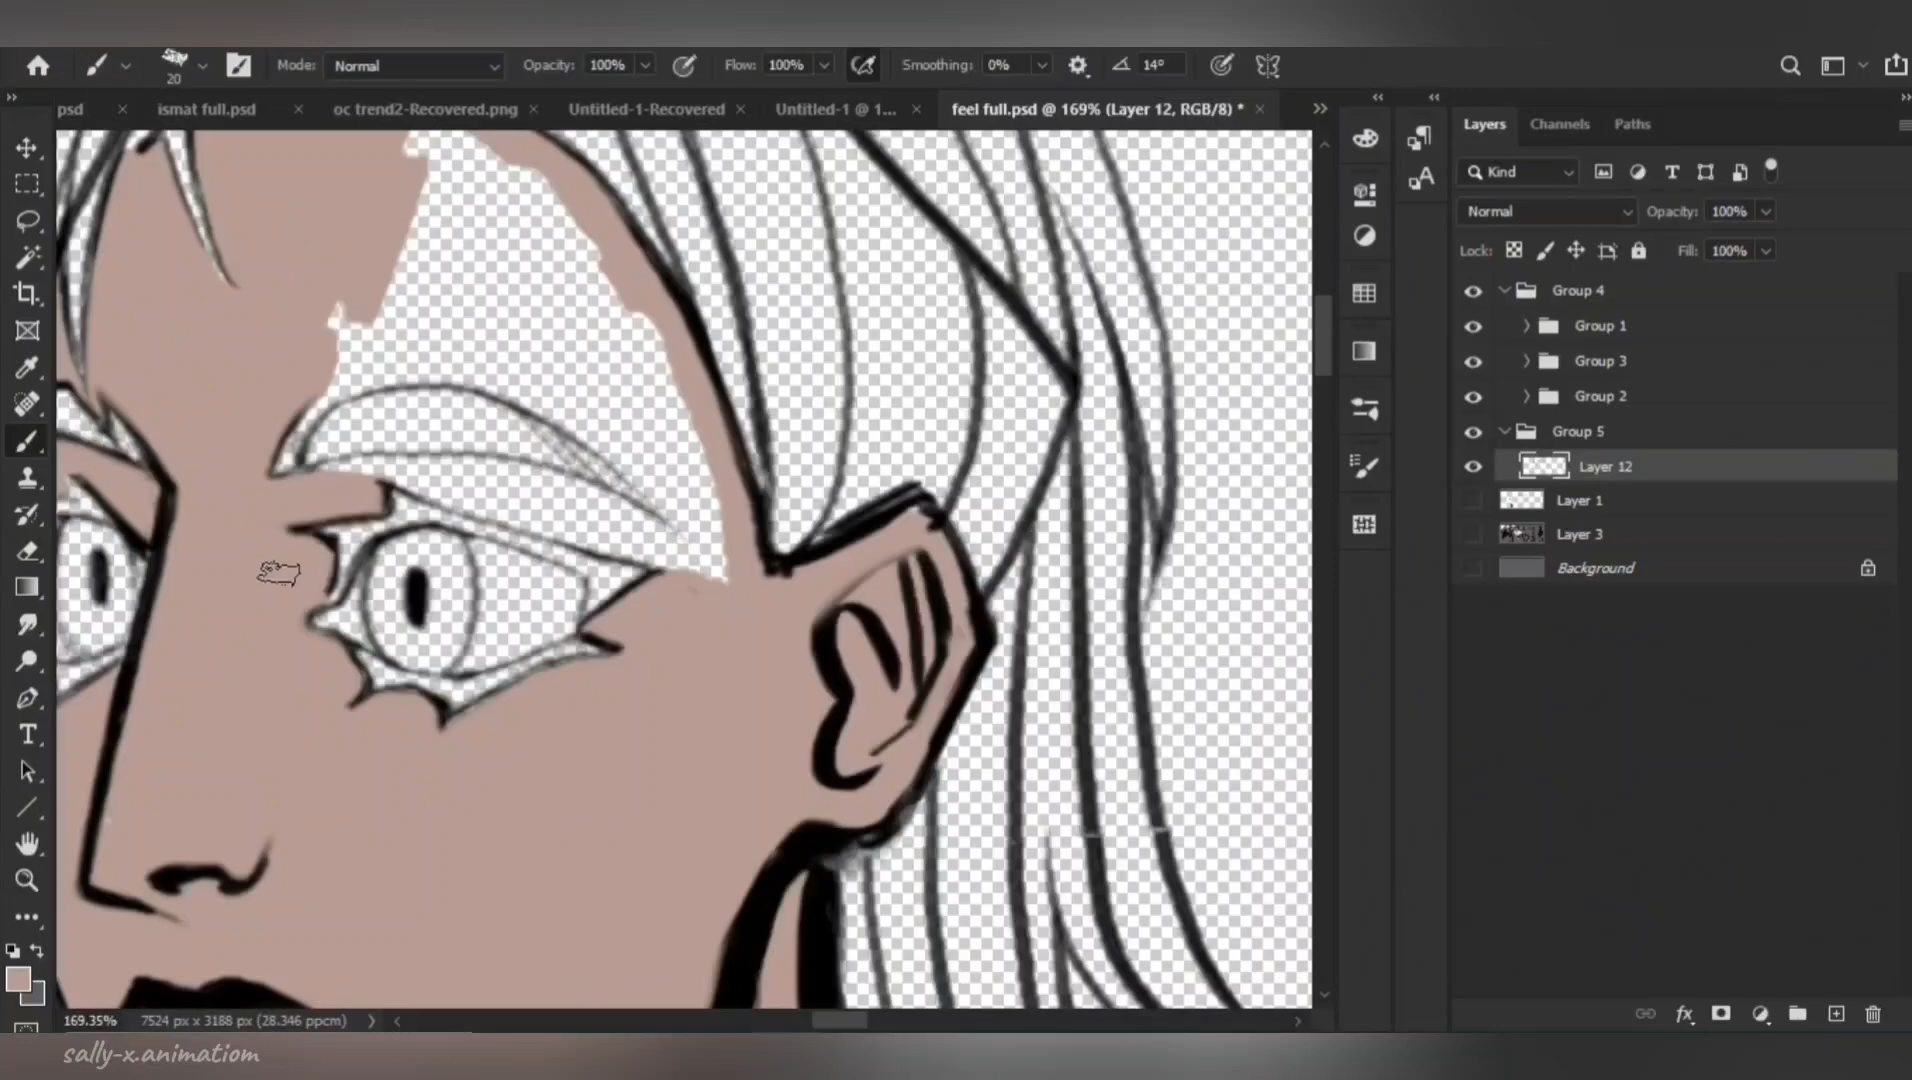 20
Mode: Normal Opacity: 100% Flow: 100% Smoothing: 0% 14°
psd ismat full.psd oc trend2-Recovered.png Untitled-1-Recovered Untitled-1 @ 1... feel full.psd @ 169% (Layer 12, RGB/8) *
Layers Channels Paths
Kind
Normal Opacity: 100%
Lock: Fill: 100%
Group 4
Group 1
Group 3
Group 2
Group 5
Layer 12
Layer 1
Layer 3
Background
169.35% 7524 px x 3188 px (28.346 ppcm)
sally-x.animatiom